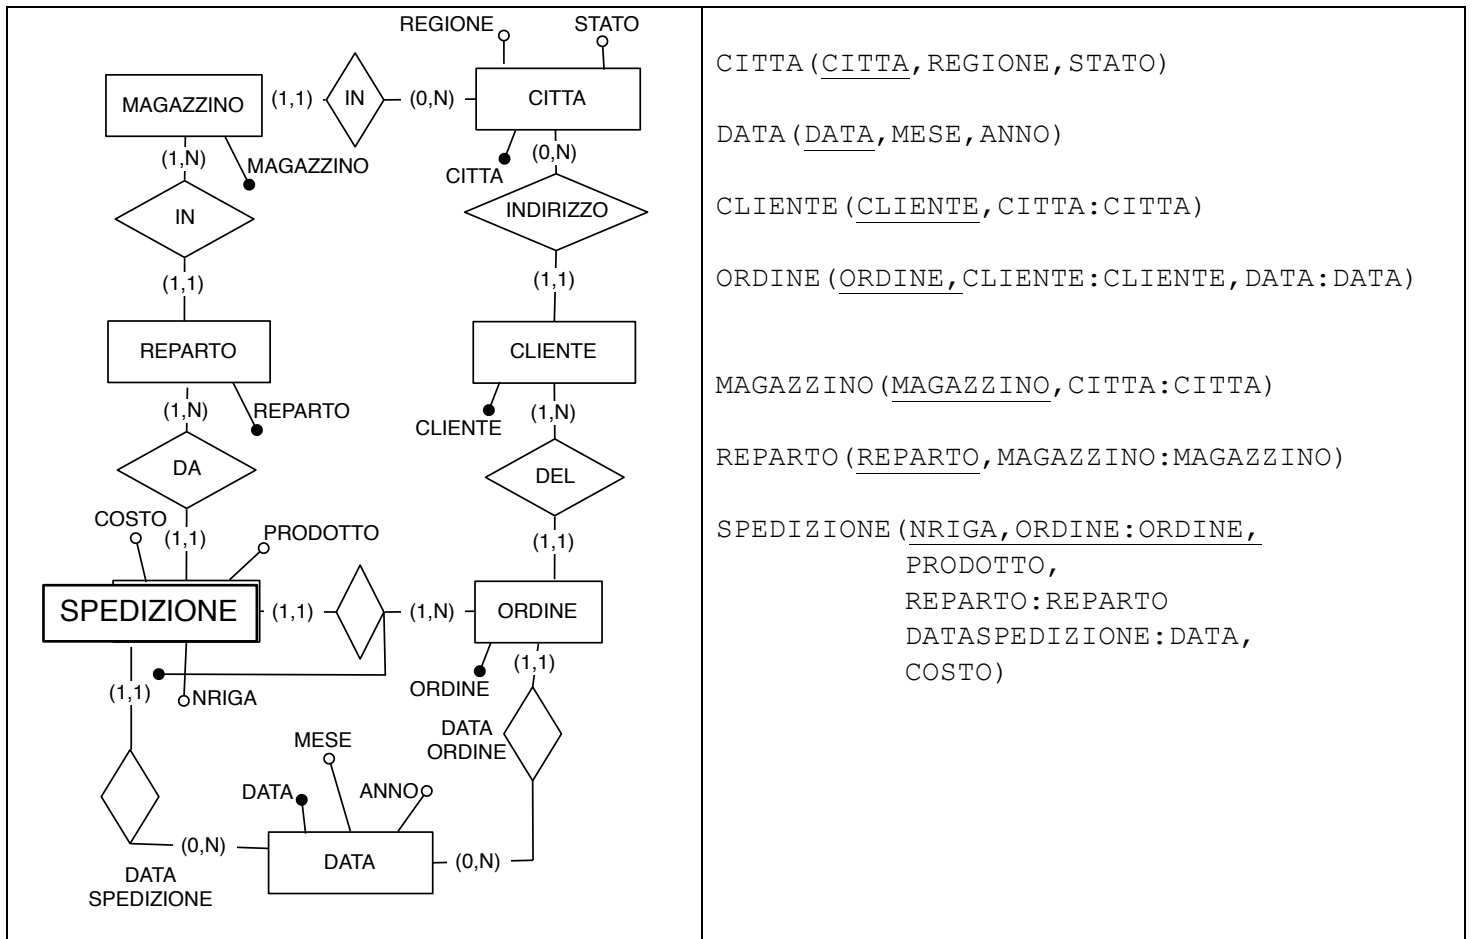 REGIONE
STATO
MAGAZZINO
(1,1)
IN
(0,N)
CITTA
(1,N)
MAGAZZINO
CITTA
(0,N)
IN
INDIRIZZO
(1,1)
(1,1)
REPARTO
CLIENTE
(1,N)
REPARTO
CLIENTE
(1,N)
DA
DEL
COSTO
(1,1)
PRODOTTO
(1,1)
SPEDIZIONE
(1,1)
(1,N)
ORDINE
(1,1)
NRIGA
ORDINE
(1,1)
DATA
ORDINE
MESE
DATA
ANNO
(0,N)
DATA
(0,N)
DATA
SPEDIZIONE
CITTA(CITTA,REGIONE,STATO)
DATA(DATA,MESE,ANNO)
CLIENTE(CLIENTE,CITTA:CITTA)
ORDINE(ORDINE,CLIENTE:CLIENTE,DATA:DATA)
MAGAZZINO(MAGAZZINO,CITTA:CITTA)
REPARTO(REPARTO,MAGAZZINO:MAGAZZINO)
SPEDIZIONE(NRIGA,ORDINE:ORDINE,
PRODOTTO,
REPARTO:REPARTO
DATASPEDIZIONE:DATA,
COSTO)